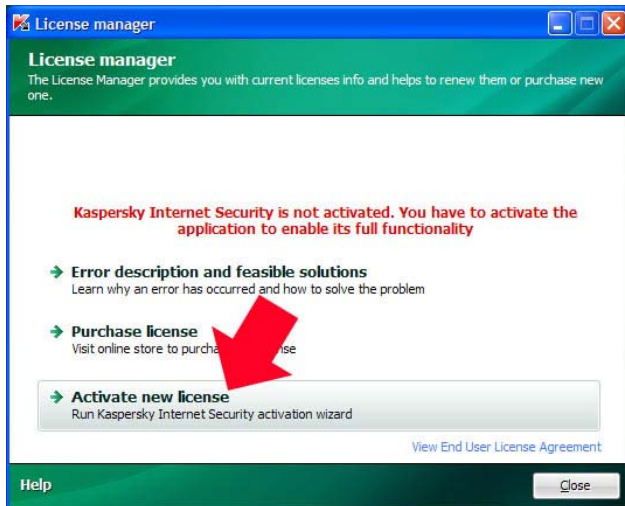 License manager
License manager
The License Manager provides you with current licenses info and helps to renew them or purchase new
one.
Kaspersky Internet Security is not activated. You have to activate the
application to enable its full functionality
Error description and feasible solutions
Learn why an error has occurred and how to solve the problem
Purchase license
Visit online store to
Activate new license
Run Kaspersky Internet Security activation wizard
View End User License Agreement
Help
Close